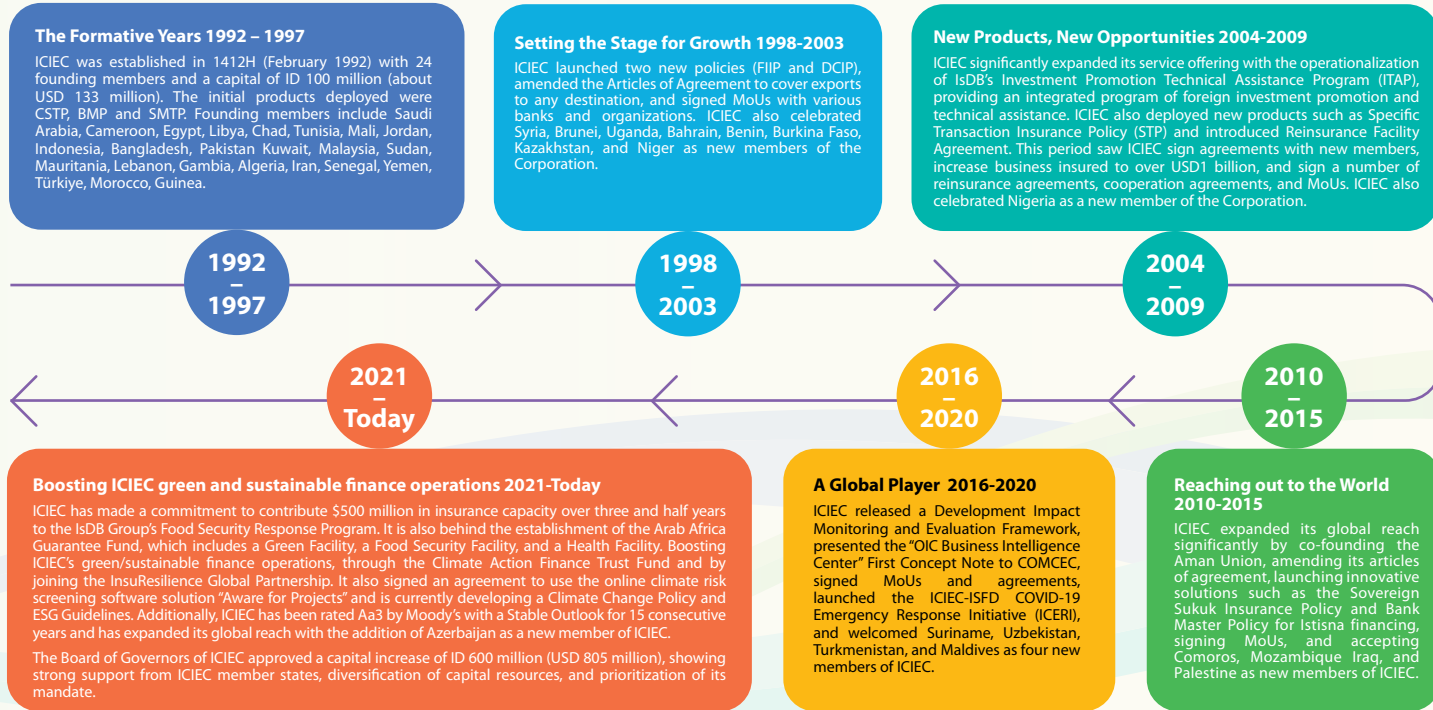 The Formative Years 1992 – 1997
ICIEC was established in 1412H (February 1992) with 24
founding members and a capital of ID 100 million (about
USD 133 million). The initial products deployed were
CSTP, BMP and SMTP. Founding members include Saudi
Arabia, Cameroon, Egypt, Libya, Chad, Tunisia, Mali, Jordan,
Indonesia, Bangladesh, Pakistan Kuwait, Malaysia, Sudan,
Mauritania, Lebanon, Gambia, Algeria, Iran, Senegal, Yemen,
Türkiye, Morocco, Guinea.
Setting the Stage for Growth 1998-2003
ICIEC launched two new policies (FIIP and DCIP),
amended the Articles of Agreement to cover exports
to any destination, and signed MoUs with various
banks and organizations. ICIEC also celebrated
Syria, Brunei, Uganda, Bahrain, Benin, Burkina Faso,
Kazakhstan, and Niger as new members of the
Corporation.
New Products, New Opportunities 2004-2009
ICIEC significantly expanded its service offering with the operationalization
of IsDB's Investment Promotion Technical Assistance Program (ITAP),
providing an integrated program of foreign investment promotion and
technical assistance. ICIEC also deployed new products such as Specific
Transaction Insurance Policy (STP) and introduced Reinsurance Facility
Agreement. This period saw ICIEC sign agreements with new members,
increase business insured to over USD1 billion, and sign a number of
reinsurance agreements, cooperation agreements, and MoUs. ICIEC also
celebrated Nigeria as a new member of the Corporation.
1992
–
1997
1998
–
2003
2004
–
2009
2010
–
2015
2016
–
2020
2021
–
Today
Reaching out to the World
2010-2015
ICIEC expanded its global reach
significantly by co-founding the
Aman Union, amending its articles
of agreement, launching innovative
solutions such as the Sovereign
Sukuk Insurance Policy and Bank
Master Policy for Istisna financing,
signing MoUs, and accepting
Comoros, Mozambique Iraq, and
Palestine as new members of ICIEC.
A Global Player 2016-2020
ICIEC released a Development Impact
Monitoring and Evaluation Framework,
presented the "OIC Business Intelligence
Center" First Concept Note to COMCEC,
signed MoUs and agreements,
launched the ICIEC-ISFD COVID-19
Emergency Response Initiative (ICERI),
and welcomed Suriname, Uzbekistan,
Turkmenistan, and Maldives as four new
members of ICIEC.
Boosting ICIEC green and sustainable finance operations 2021-Today
ICIEC has made a commitment to contribute $500 million in insurance capacity over three and half years
to the IsDB Group's Food Security Response Program. It is also behind the establishment of the Arab Africa
Guarantee Fund, which includes a Green Facility, a Food Security Facility, and a Health Facility. Boosting
ICIEC's green/sustainable finance operations, through the Climate Action Finance Trust Fund and by
joining the InsuResilience Global Partnership. It also signed an agreement to use the online climate risk
screening software solution "Aware for Projects" and is currently developing a Climate Change Policy and
ESG Guidelines. Additionally, ICIEC has been rated Aa3 by Moody's with a Stable Outlook for 15 consecutive
years and has expanded its global reach with the addition of Azerbaijan as a new member of ICIEC.
The Board of Governors of ICIEC approved a capital increase of ID 600 million (USD 805 million), showing
strong support from ICIEC member states, diversification of capital resources, and prioritization of its
mandate.